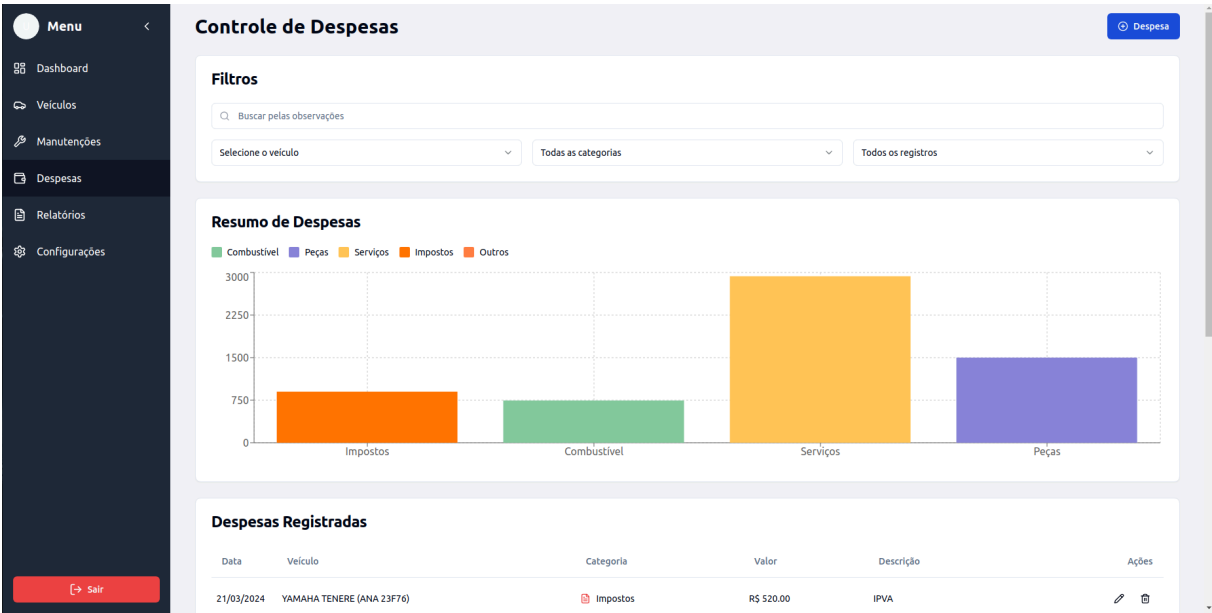 Menu
Dashboard
Veículos
Manutenções
Despesas
Relatórios
Configurações
Sair
Controle de Despesas
Despesa
Filtros
Buscar pelas observações
Selecione o veículo Todas as categorias Todos os registros
Resumo de Despesas
Combustível Peças Serviços Impostos Outros
3000
2250
1500
750
0
Impostos Combustível Serviços Peças
Despesas Registradas
Data Veículo Categoria Valor Descrição Ações
21/03/2024 YAMAHA TENERE (ANA 23F76) Impostos R$ 520.00 IPVA